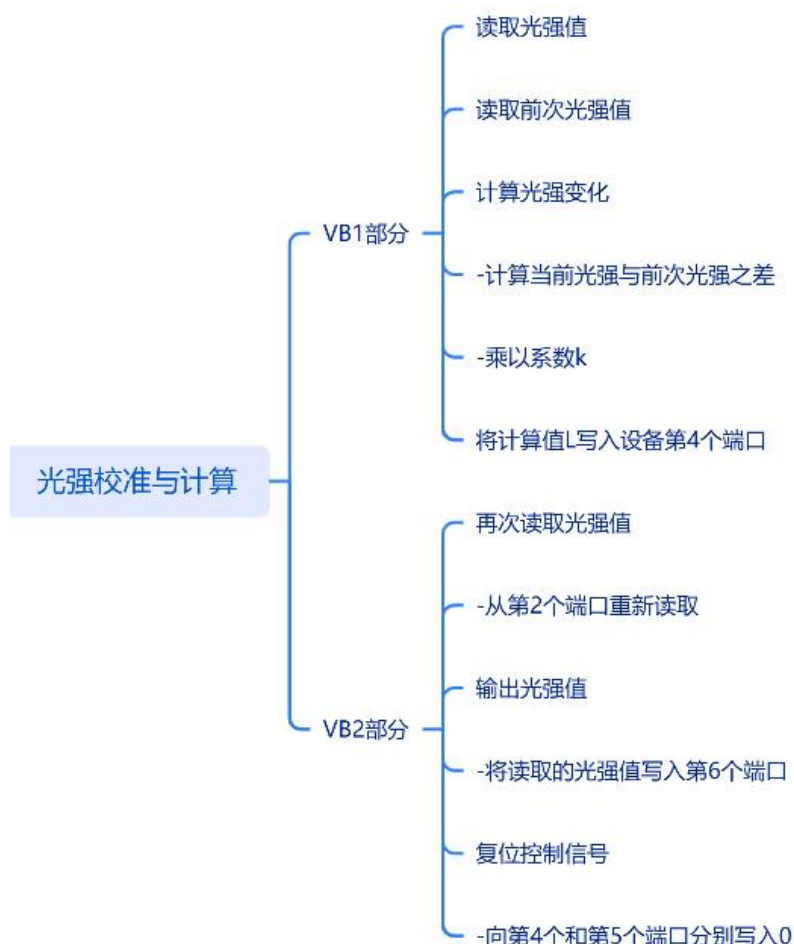 光强校准与计算
VB1部分
读取光强值
读取前次光强值
计算光强变化
-计算当前光强与前次光强之差
-乘以系数k
将计算值L写入设备第4个端口
VB2部分
再次读取光强值
-从第2个端口重新读取
输出光强值
-将读取的光强值写入第6个端口
复位控制信号
-向第4个和第5个端口分别写入0